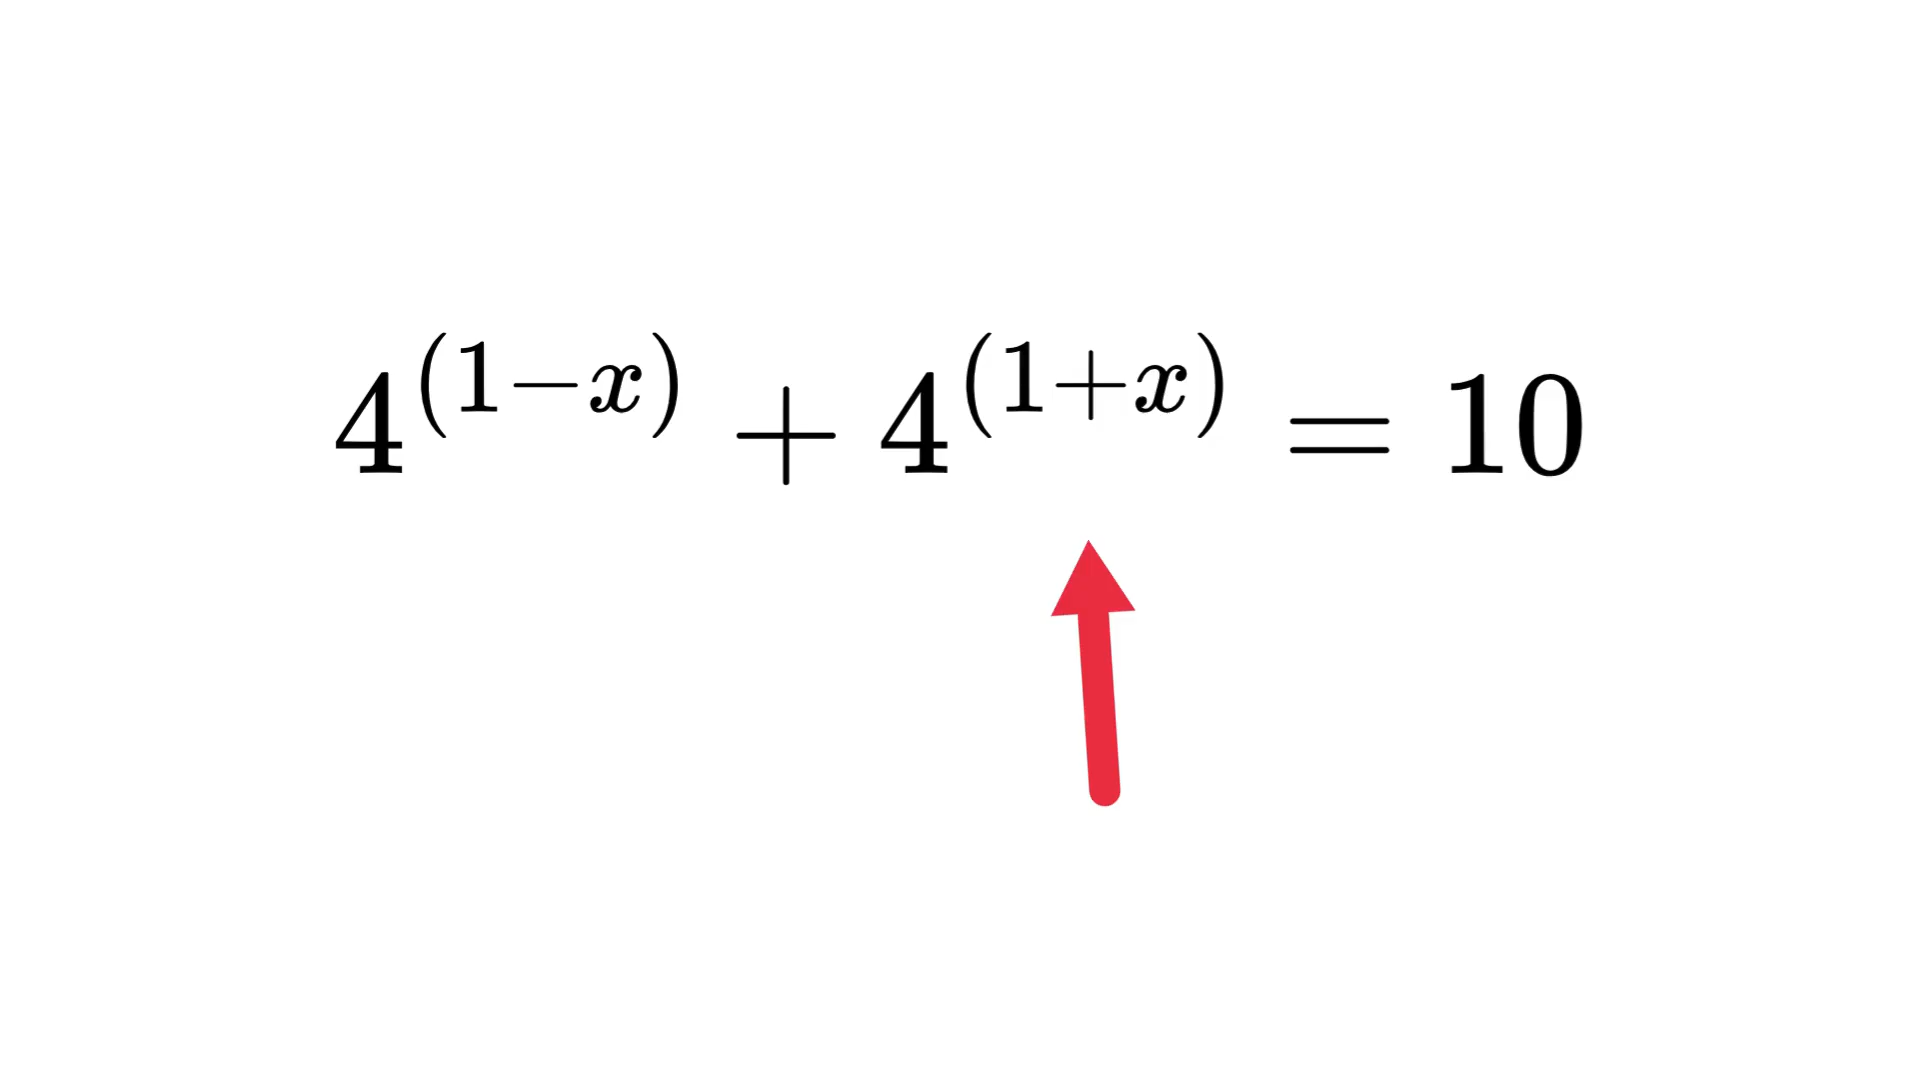 4^{(1-x)} + 4^{(1+x)} = 10